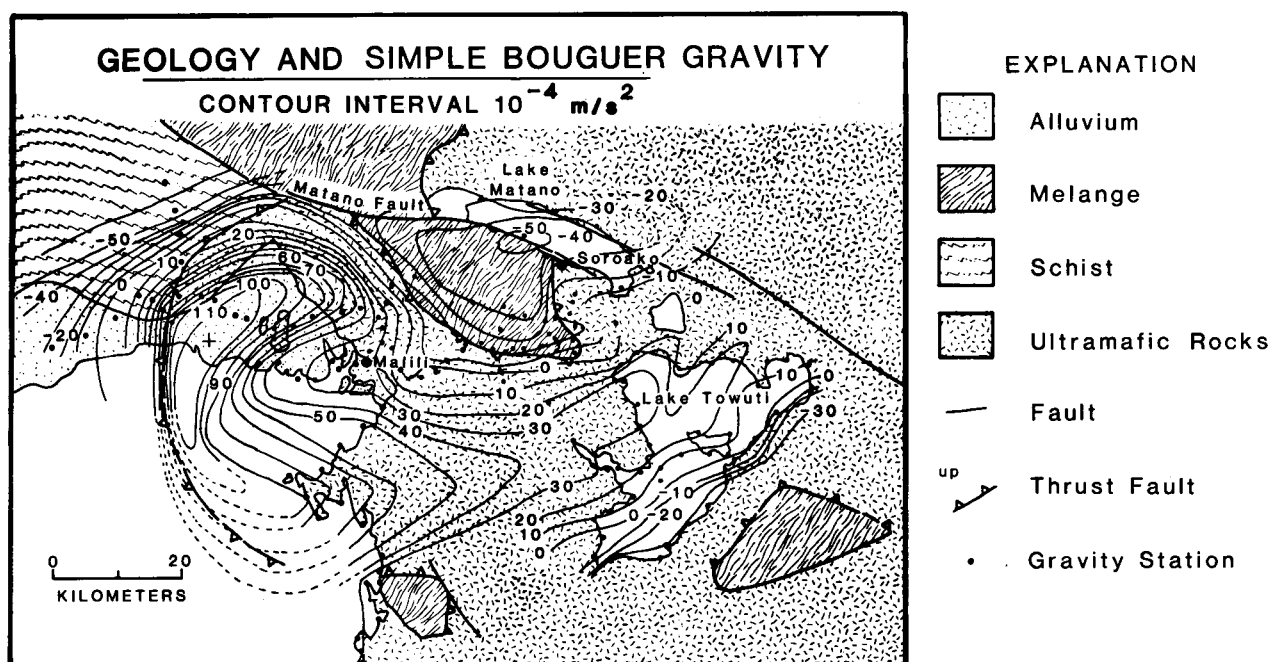 GEOLOGY AND SIMPLE BOUGUER GRAVITY
CONTOUR INTERVAL 10⁻⁴ m/s²
Lake
Matano
-20
-30
Matano Fault
-50
-40
Soroako
-10
0
-50
20
-10
60
70
0
100
-40
110
-20
+
Malili
10
90
0
10
0
-10
Lake Towuti
-30
50
30
20
40
30
30
-10
20
0
-20
10
0
0 20
KILOMETERS
EXPLANATION
Alluvium
Melange
Schist
Ultramafic Rocks
Fault
up
Thrust Fault
Gravity Station